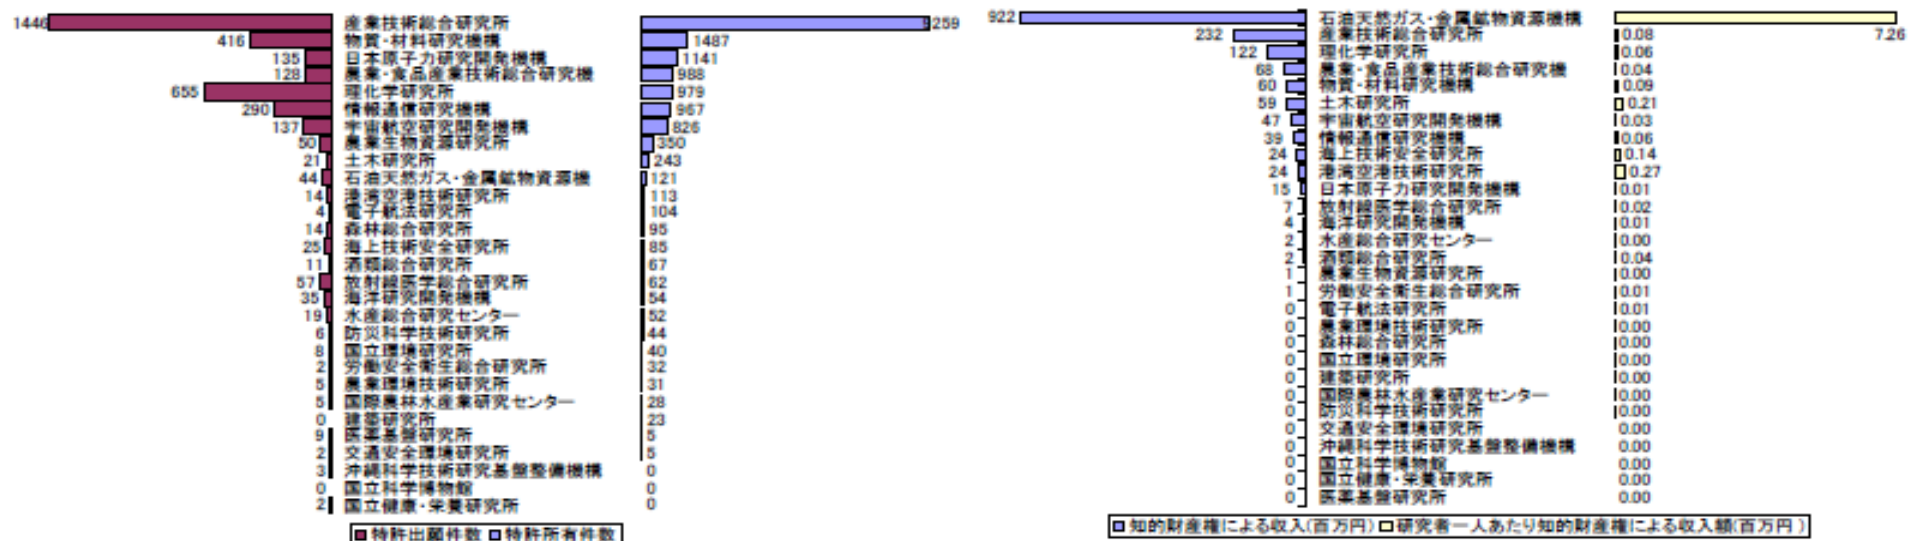 1446 産業技術総合研究所 9259
416 物質・材料研究機構 1487
135 日本原子力研究開発機構 1141
128 農業・食品産業技術総合研究機 988
655 理化学研究所 979
290 情報通信研究機構 967
137 宇宙航空研究開発機構 826
50 農業生物資源研究所 350
21 土木研究所 243
44 石油天然ガス・金属鉱物資源機 121
14 港湾空港技術研究所 113
4 電子航法研究所 104
14 森林総合研究所 95
25 海上技術安全研究所 85
11 酒類総合研究所 67
57 放射線医学総合研究所 62
35 海洋研究開発機構 54
19 水産総合研究センター 52
6 防災科学技術研究所 44
8 国立環境研究所 40
2 労働安全衛生総合研究所 32
5 農業環境技術研究所 31
5 国際農林水産業研究センター 28
0 建築研究所 23
9 医薬基盤研究所 5
2 交通安全環境研究所 5
3 沖縄科学技術研究基盤整備機構 0
0 国立科学博物館 0
2 国立健康・栄養研究所 0
特許出願件数 特許所有件数
922 石油天然ガス・金属鉱物資源機構 7.26
232 産業技術総合研究所 0.08
122 理化学研究所 0.06
68 農業・食品産業技術総合研究機 0.04
60 物質・材料研究機構 0.09
59 土木研究所 0.21
47 宇宙航空研究開発機構 0.03
39 情報通信研究機構 0.06
24 海上技術安全研究所 0.14
24 港湾空港技術研究所 0.27
15 日本原子力研究開発機構 0.01
7 放射線医学総合研究所 0.02
4 海洋研究開発機構 0.01
2 水産総合研究センター 0.00
2 酒類総合研究所 0.04
1 農業生物資源研究所 0.00
1 労働安全衛生総合研究所 0.01
0 電子航法研究所 0.01
0 農業環境技術研究所 0.00
0 森林総合研究所 0.00
0 国立環境研究所 0.00
0 建築研究所 0.00
0 国際農林水産業研究センター 0.00
0 防災科学技術研究所 0.00
0 交通安全環境研究所 0.00
0 沖縄科学技術研究基盤整備機構 0.00
0 国立科学博物館 0.00
0 国立健康・栄養研究所 0.00
0 医薬基盤研究所 0.00
知的財産権による収入(百万円) 研究者一人あたり知的財産権による収入額(百万円)